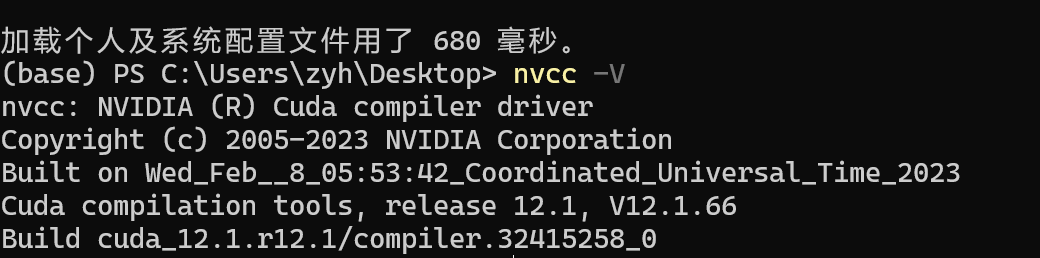 加载个人及系统配置文件用了 680 毫秒。
(base) PS C:\Users\zyh\Desktop> nvcc -V
nvcc: NVIDIA (R) Cuda compiler driver
Copyright (c) 2005-2023 NVIDIA Corporation
Built on Wed_Feb__8_05:53:42_Coordinated_Universal_Time_2023
Cuda compilation tools, release 12.1, V12.1.66
Build cuda_12.1.r12.1/compiler.32415258_0